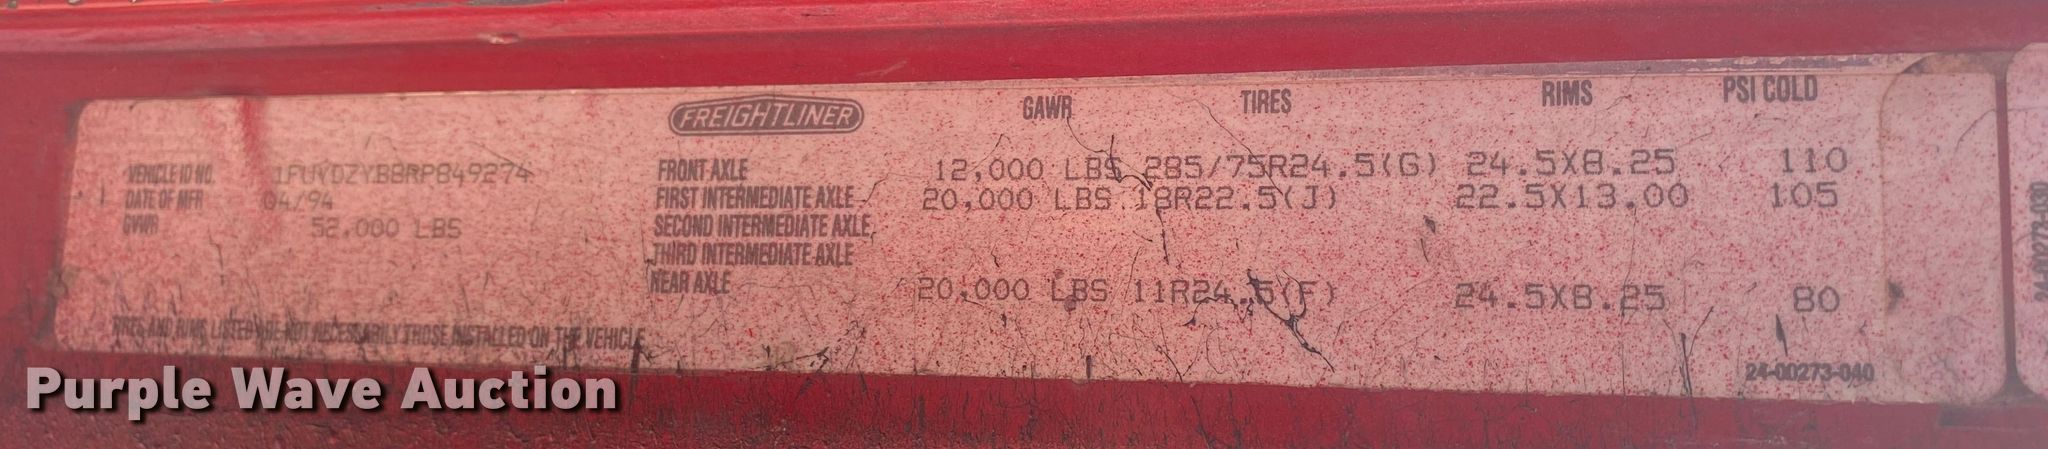 FREIGHTLINER GAWR TIRES RIMS PSI COLD
VEHICLE ID NO. 1FUYDZYB8RP849274 FRONT AXLE 12,000 LBS 285/75R24.5(G) 24.5X8.25 110
DATE OF MFR 04/94 FIRST INTERMEDIATE AXLE 20,000 LBS 18R22.5(J) 22.5X13.00 105
GVWR 52,000 LBS SECOND INTERMEDIATE AXLE
THIRD INTERMEDIATE AXLE
REAR AXLE 20,000 LBS 11R24.5(F) 24.5X8.25 80
TIRES AND RIMS LISTED ARE NOT NECESSARILY THOSE INSTALLED ON THE VEHICLE
24-00273-040
24-00273-030
Purple Wave Auction